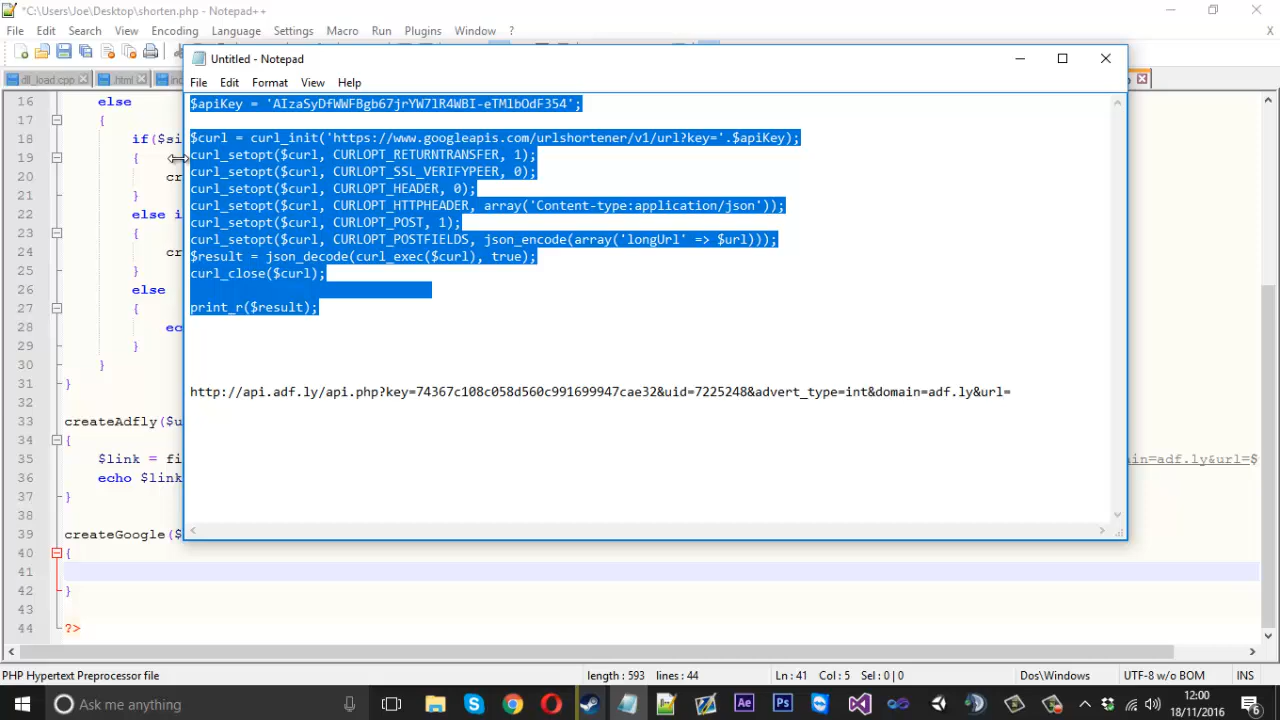 *C:\Users\Joe\Desktop\shorten.php - Notepad++
File Edit Search View Encoding Language Settings Macro Run Plugins Window ?
X
dll_load.cpp .html
Untitled - Notepad
File Edit Format View Help
$apiKey = 'AIzaSyDfWWFBgb67jrYW7lR4WBI-eTMlbOdF354';
$curl = curl_init('https://www.googleapis.com/urlshortener/v1/url?key='.$apiKey);
curl_setopt($curl, CURLOPT_RETURNTRANSFER, 1);
curl_setopt($curl, CURLOPT_SSL_VERIFYPEER, 0);
curl_setopt($curl, CURLOPT_HEADER, 0);
curl_setopt($curl, CURLOPT_HTTPHEADER, array('Content-type:application/json'));
curl_setopt($curl, CURLOPT_POST, 1);
curl_setopt($curl, CURLOPT_POSTFIELDS, json_encode(array('longUrl' => $url)));
$result = json_decode(curl_exec($curl), true);
curl_close($curl);
print_r($result);
http://api.adf.ly/api.php?key=74367c108c058d560c991699947cae32&uid=7225248&advert_type=int&domain=adf.ly&url=
16 else
17 {
18 if($si
19 {
20 cr
21 }
22 else i
23 {
24 cr
25 }
26 else
27 {
28 ec
29 }
30 }
31 }
32
33 createAdfly($u
34 {
35 $link = fi in=adf.ly&url=$
36 echo $link
37 }
38
39 createGoogle($
40 {
41
42 }
43
44 ?>
PHP Hypertext Preprocessor file length : 593 lines : 44 Ln : 41 Col : 5 Sel : 0 | 0 Dos\Windows UTF-8 w/o BOM INS
Ask me anything
12:00
18/11/2016
6